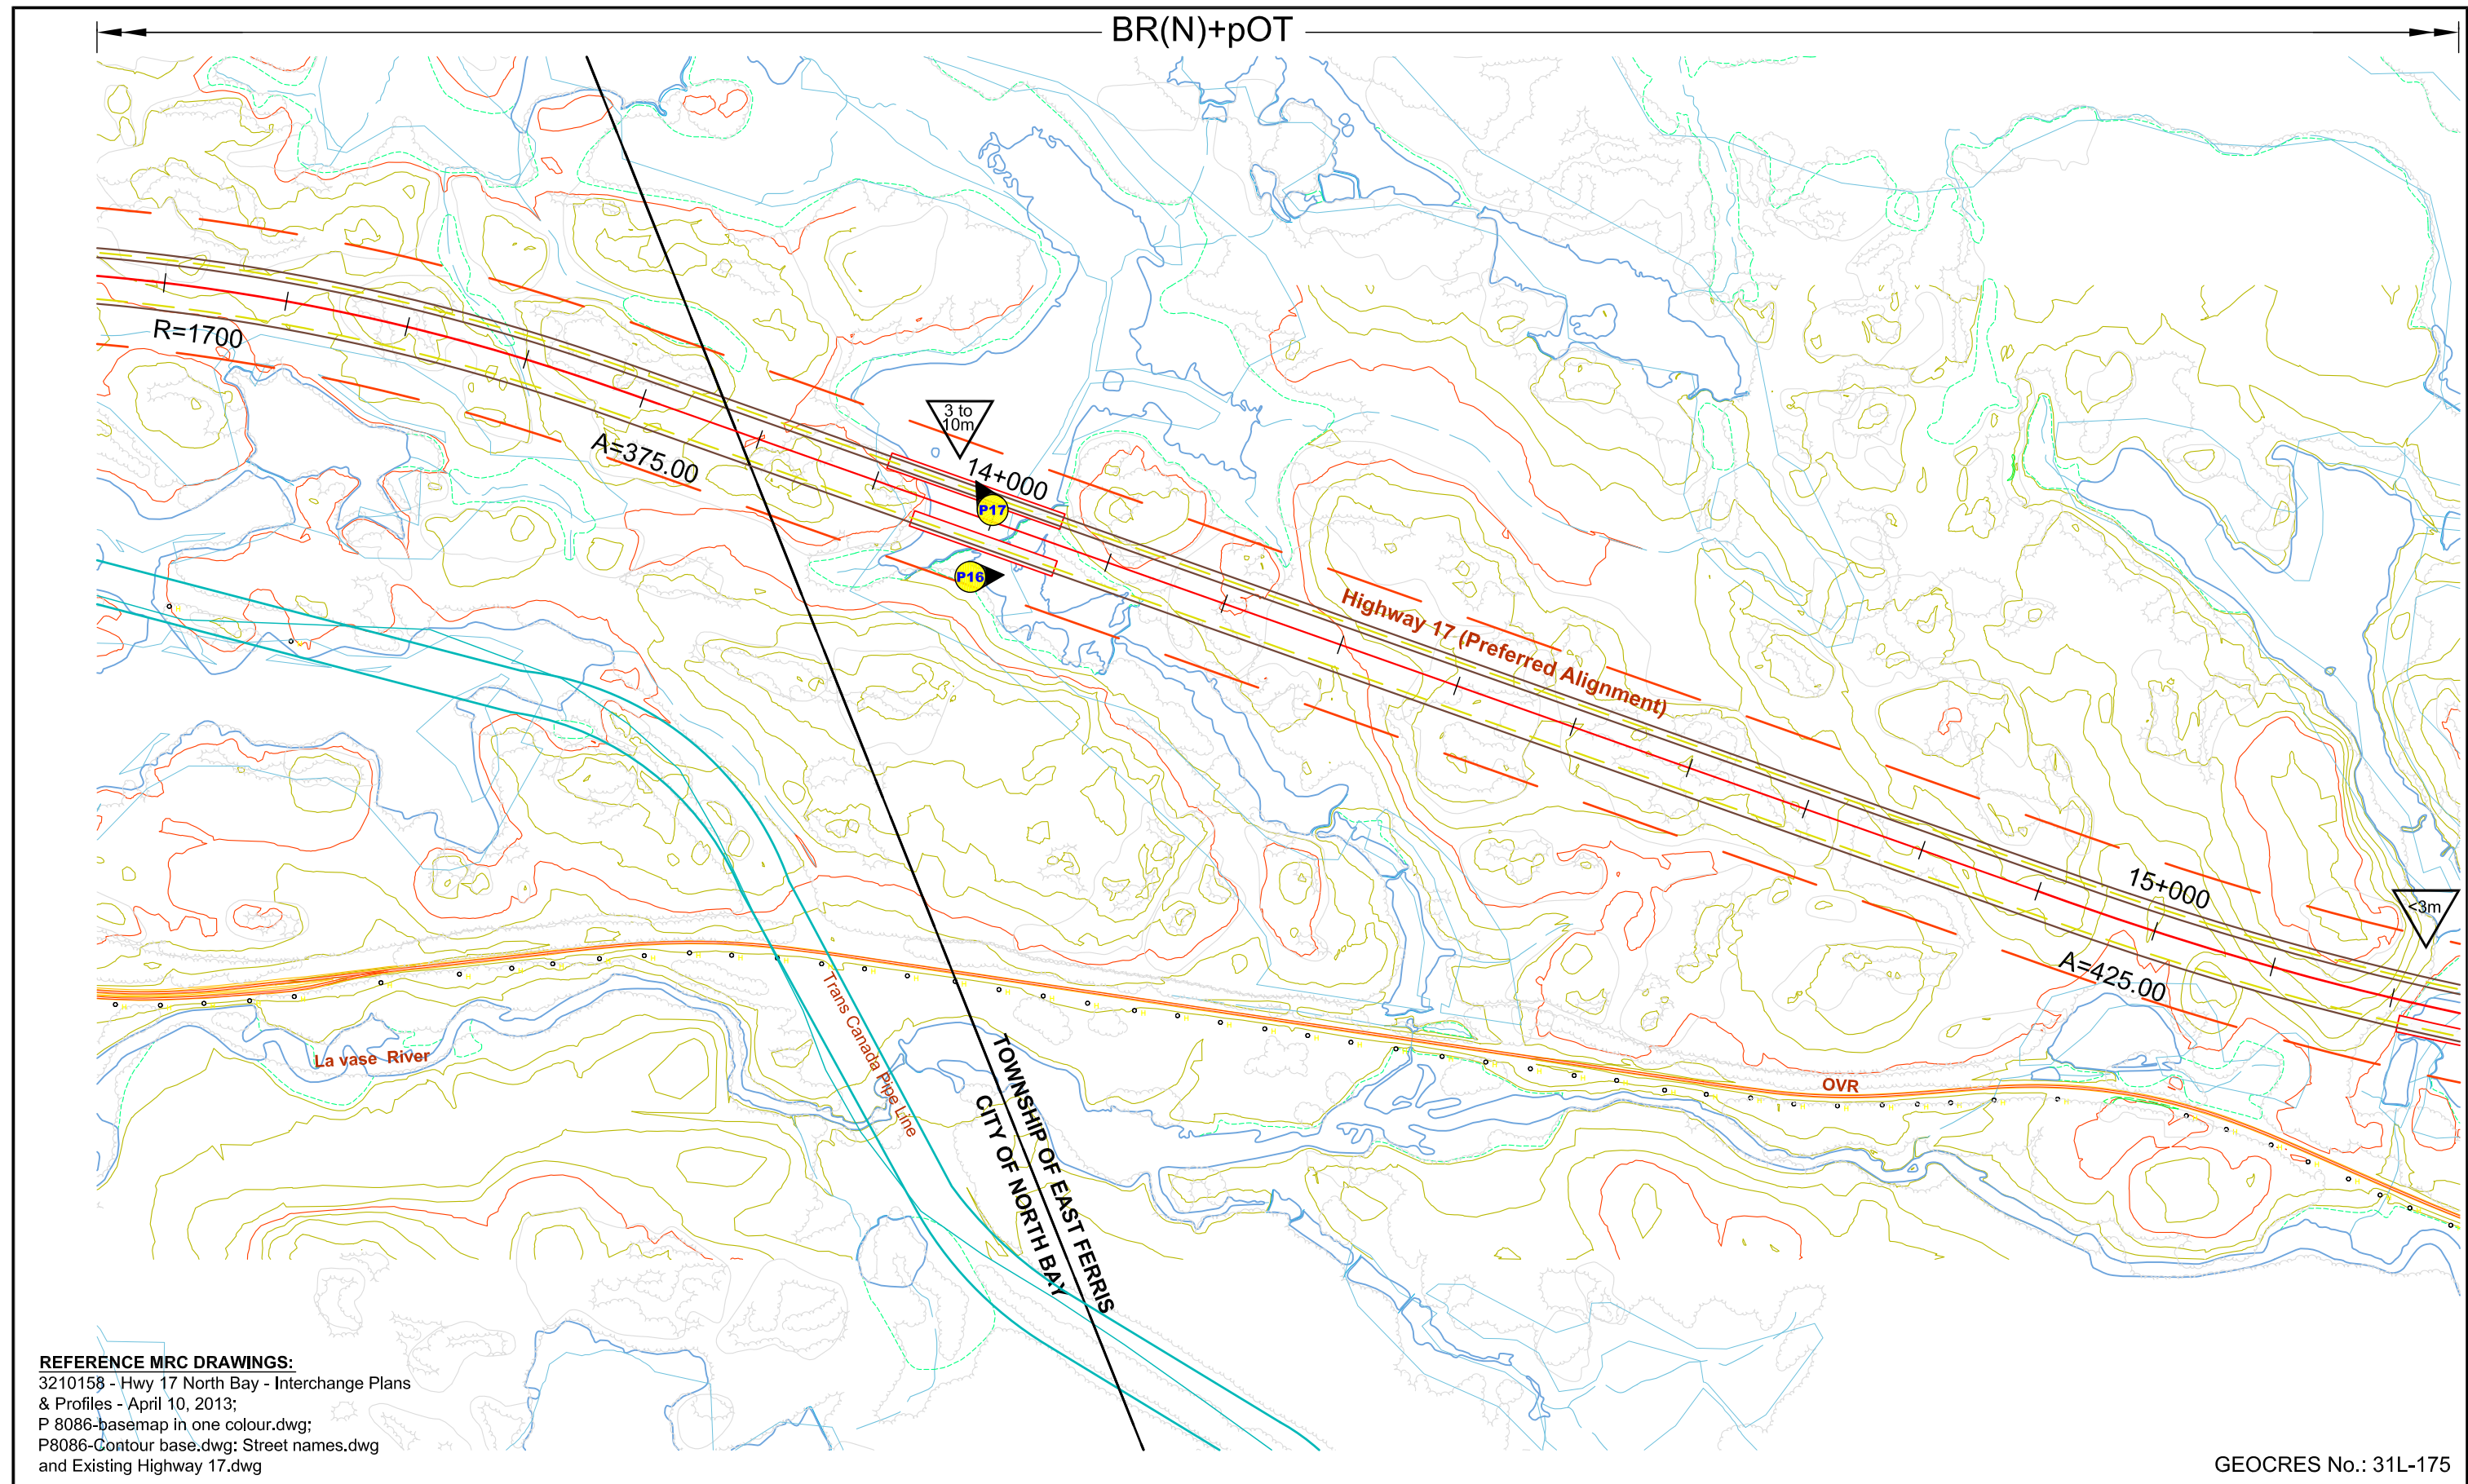 BR(N)+pOT
R=1700
A=375.00
3 to
10m
14+000
P17
P16
Highway 17 (Preferred Alignment)
15+000
<3m
A=425.00
La vase River
Trans Canada Pipe Line
TOWNSHIP OF EAST FERRIS
CITY OF NORTH BAY
OVR
REFERENCE MRC DRAWINGS:
3210158 - Hwy 17 North Bay - Interchange Plans
& Profiles - April 10, 2013;
P 8086-basemap in one colour.dwg;
P8086-Contour base.dwg; Street names.dwg
and Existing Highway 17.dwg
GEOCRES No.: 31L-175